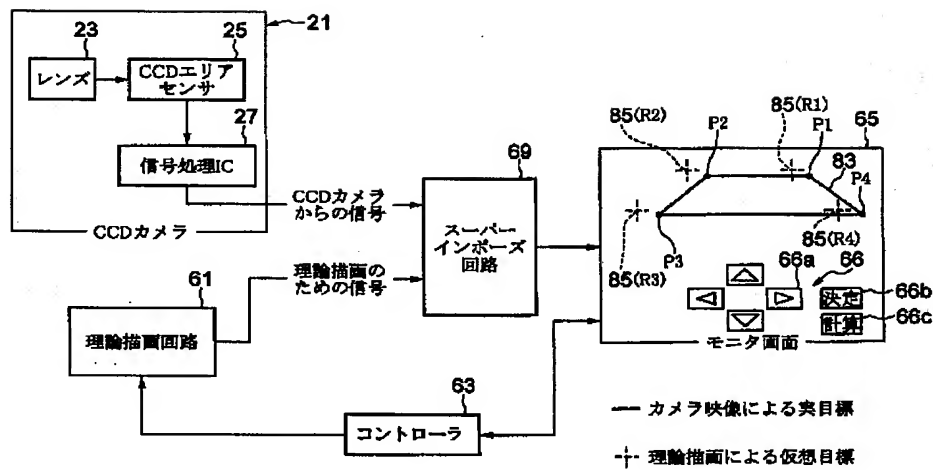 21
23
25
レンズ
CCDエリア
センサ
27
信号処理IC
CCDカメラ
CCDカメラ
からの信号
理論描画の
ための信号
69
スーパー
インポーズ
回路
61
理論描画回路
63
コントローラ
85(R2)
P2
85(R1)
P1
65
83
P4
85(R3)
P3
85(R4)
66a
66
決定
66b
計算
66c
モニタ画面
カメラ映像による実目標
理論描画による仮想目標